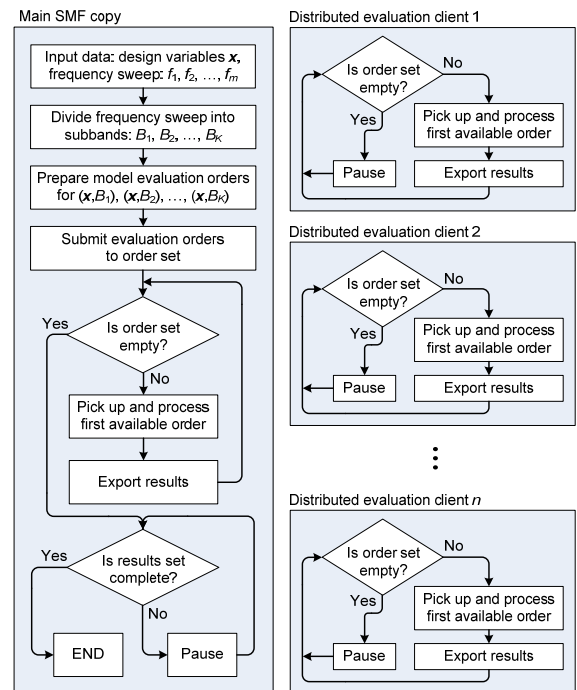 Main SMF copy
Input data: design variables x,
frequency sweep: f1, f2, …, fm
Divide frequency sweep into
subbands: B1, B2, …, BK
Prepare model evaluation orders
for (x,B1), (x,B2), …, (x,BK)
Submit evaluation orders
to order set
Yes
Is order set
empty?
No
Pick up and process
first available order
Export results
Yes
Is results set
complete?
No
END
Pause
Distributed evaluation client 1
Is order set
empty?
No
Yes
Pick up and process
first available order
Pause
Export results
Distributed evaluation client 2
Is order set
empty?
No
Yes
Pick up and process
first available order
Pause
Export results
Distributed evaluation client n
Is order set
empty?
No
Yes
Pick up and process
first available order
Pause
Export results